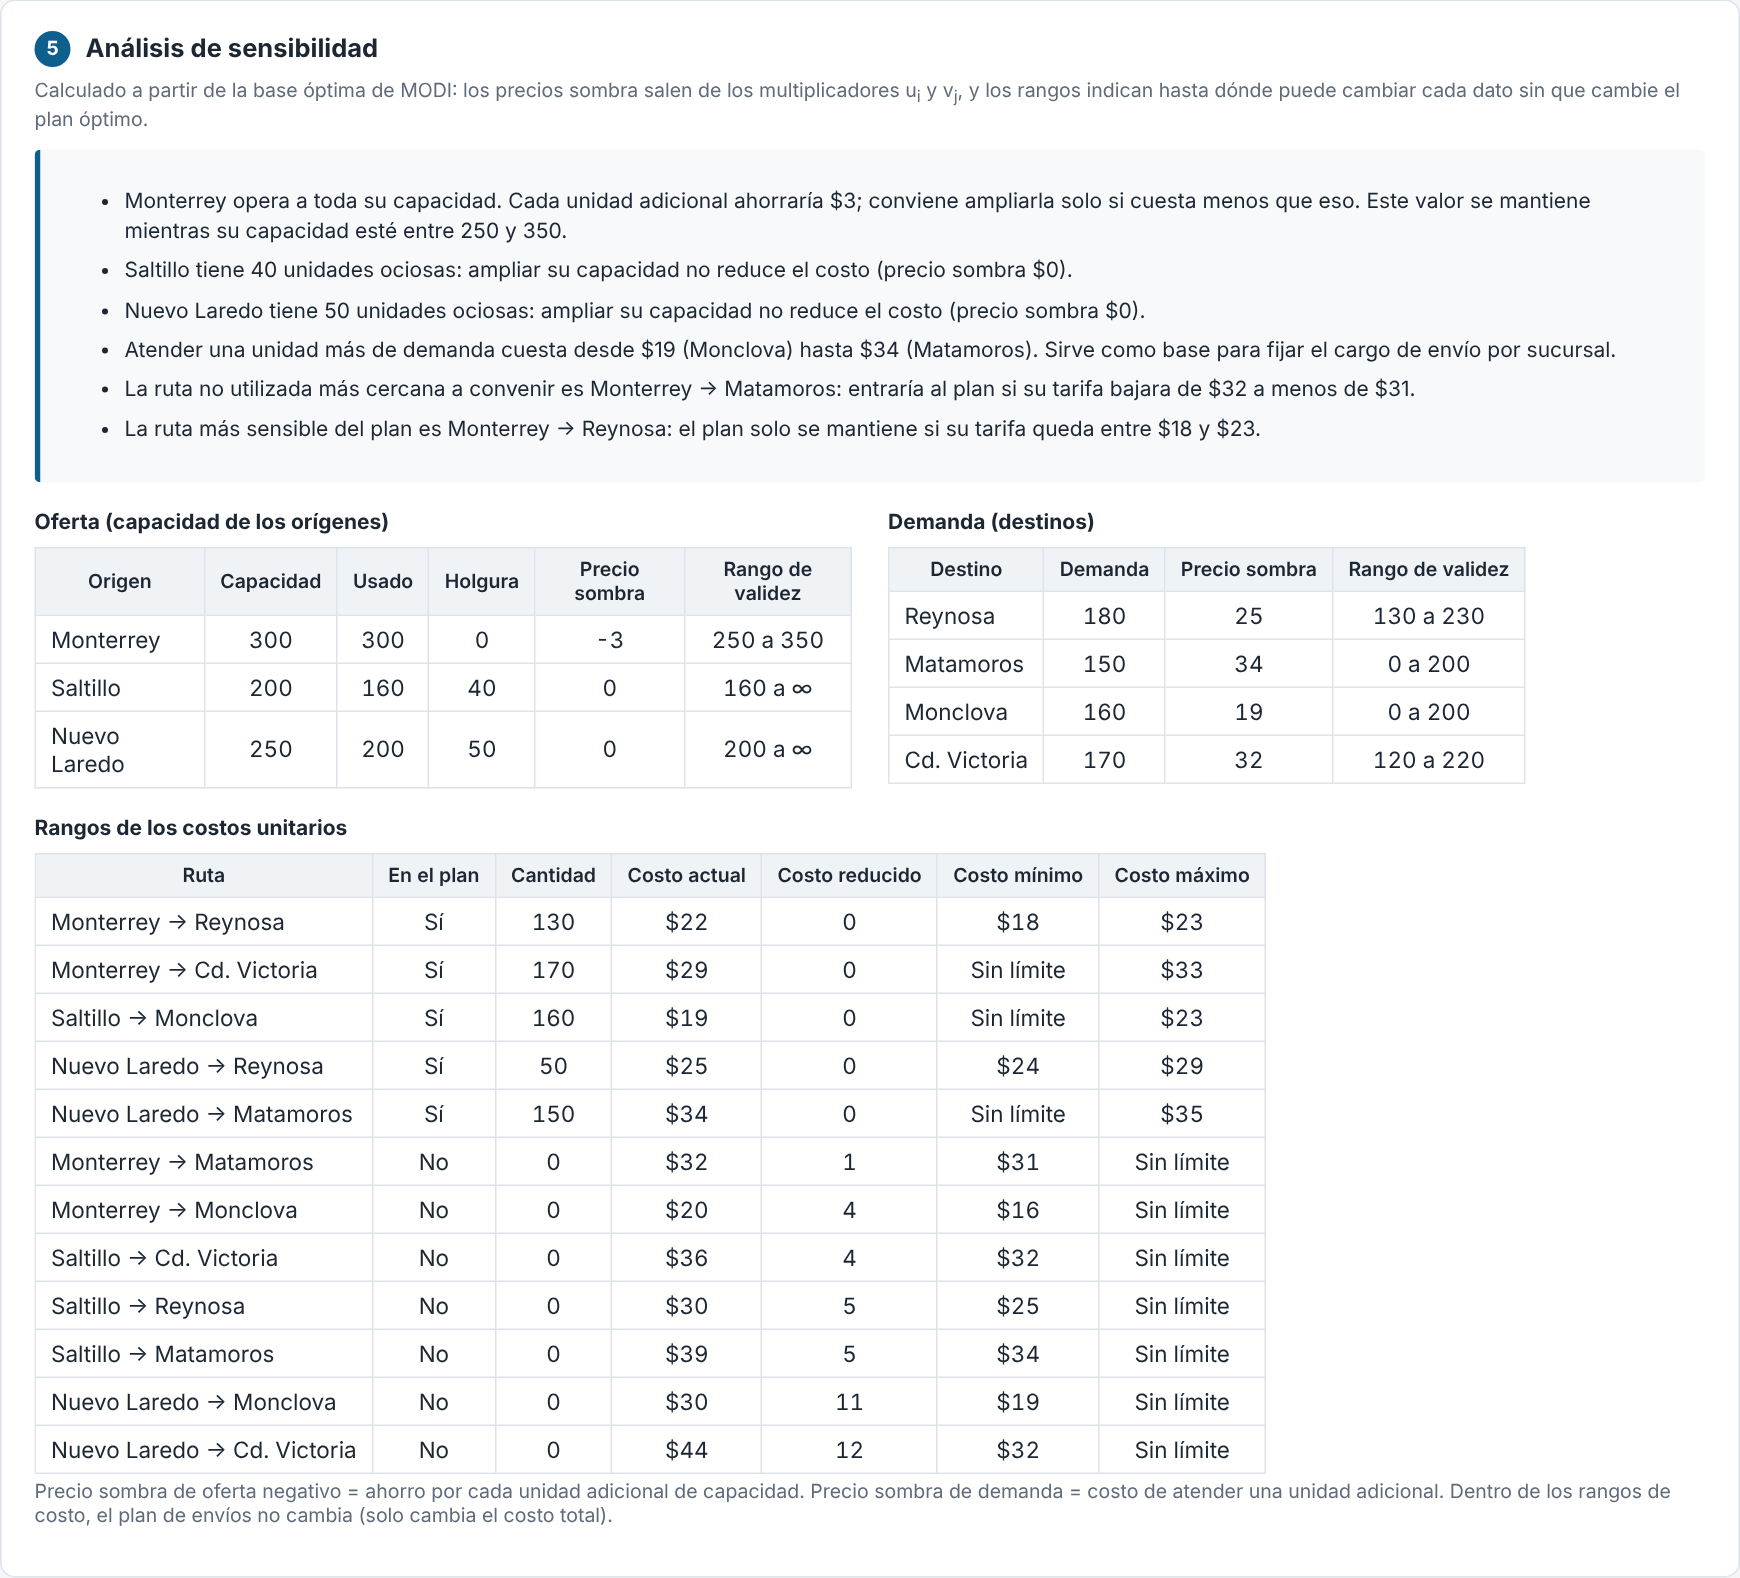 5 Análisis de sensibilidad
Calculado a partir de la base óptima de MODI: los precios sombra salen de los multiplicadores ui y vj, y los rangos indican hasta dónde puede cambiar cada dato sin que cambie el
plan óptimo.
• Monterrey opera a toda su capacidad. Cada unidad adicional ahorraría $3; conviene ampliarla solo si cuesta menos que eso. Este valor se mantiene
mientras su capacidad esté entre 250 y 350.
• Saltillo tiene 40 unidades ociosas: ampliar su capacidad no reduce el costo (precio sombra $0).
• Nuevo Laredo tiene 50 unidades ociosas: ampliar su capacidad no reduce el costo (precio sombra $0).
• Atender una unidad más de demanda cuesta desde $19 (Monclova) hasta $34 (Matamoros). Sirve como base para fijar el cargo de envío por sucursal.
• La ruta no utilizada más cercana a convenir es Monterrey → Matamoros: entraría al plan si su tarifa bajara de $32 a menos de $31.
• La ruta más sensible del plan es Monterrey → Reynosa: el plan solo se mantiene si su tarifa queda entre $18 y $23.
Oferta (capacidad de los orígenes)
Origen Capacidad Usado Holgura Precio sombra Rango de validez
Monterrey 300 300 0 -3 250 a 350
Saltillo 200 160 40 0 160 a ∞
Nuevo Laredo 250 200 50 0 200 a ∞
Demanda (destinos)
Destino Demanda Precio sombra Rango de validez
Reynosa 180 25 130 a 230
Matamoros 150 34 0 a 200
Monclova 160 19 0 a 200
Cd. Victoria 170 32 120 a 220
Rangos de los costos unitarios
Ruta En el plan Cantidad Costo actual Costo reducido Costo mínimo Costo máximo
Monterrey → Reynosa Sí 130 $22 0 $18 $23
Monterrey → Cd. Victoria Sí 170 $29 0 Sin límite $33
Saltillo → Monclova Sí 160 $19 0 Sin límite $23
Nuevo Laredo → Reynosa Sí 50 $25 0 $24 $29
Nuevo Laredo → Matamoros Sí 150 $34 0 Sin límite $35
Monterrey → Matamoros No 0 $32 1 $31 Sin límite
Monterrey → Monclova No 0 $20 4 $16 Sin límite
Saltillo → Cd. Victoria No 0 $36 4 $32 Sin límite
Saltillo → Reynosa No 0 $30 5 $25 Sin límite
Saltillo → Matamoros No 0 $39 5 $34 Sin límite
Nuevo Laredo → Monclova No 0 $30 11 $19 Sin límite
Nuevo Laredo → Cd. Victoria No 0 $44 12 $32 Sin límite
Precio sombra de oferta negativo = ahorro por cada unidad adicional de capacidad. Precio sombra de demanda = costo de atender una unidad adicional. Dentro de los rangos de
costo, el plan de envíos no cambia (solo cambia el costo total).